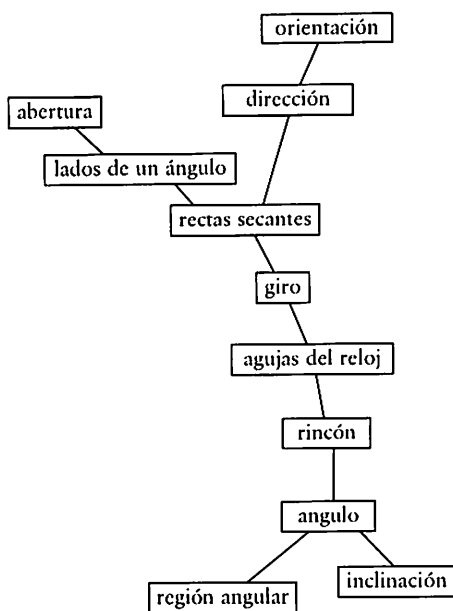 orientación
dirección
abertura
lados de un ángulo
rectas secantes
giro
agujas del reloj
rincón
angulo
inclinación
región angular